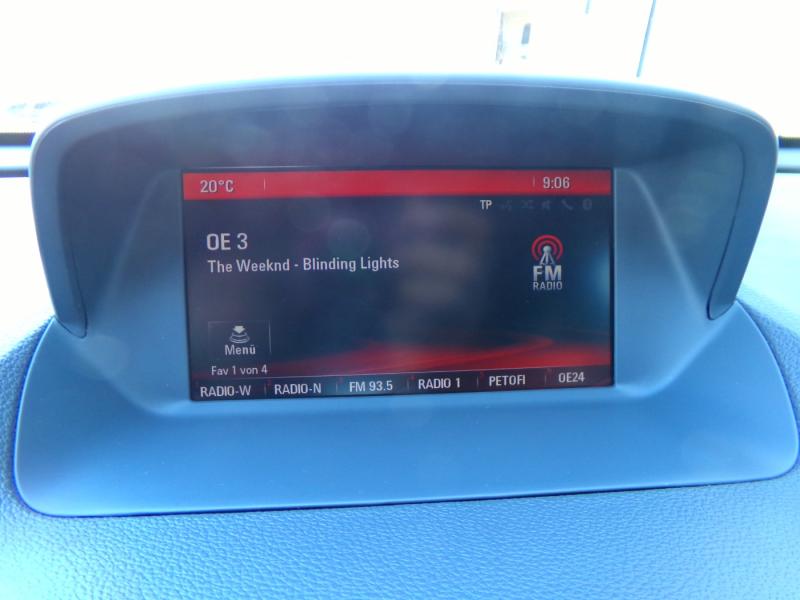 20°C 9:06
TP
OE 3
The Weeknd - Blinding Lights
FM
RADIO
Menü
Fav 1 von 4
RADIO-W RADIO-N FM 93.5 RADIO 1 PETOFI OE24